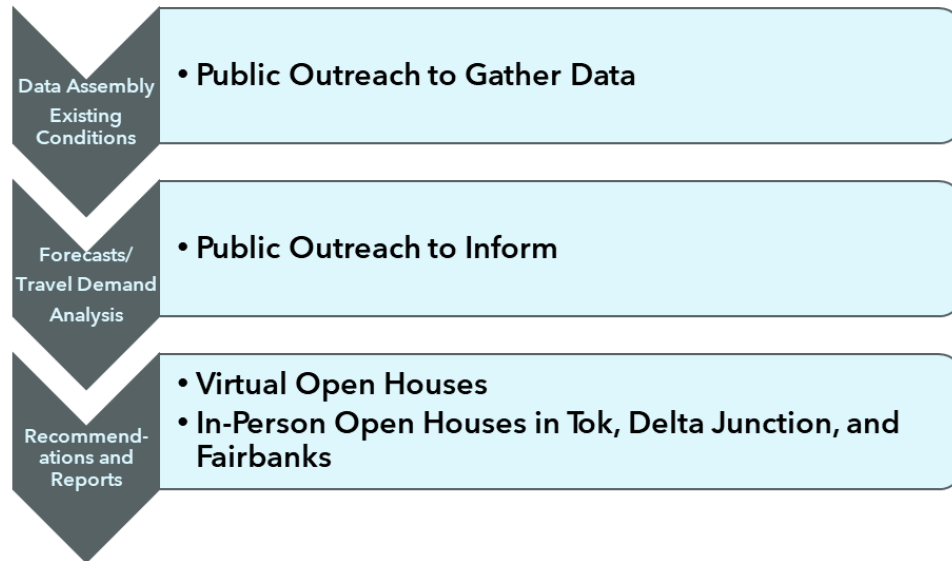 Data Assembly
Existing
Conditions
• Public Outreach to Gather Data
Forecasts/
Travel Demand
Analysis
• Public Outreach to Inform
Recommend-
ations and
Reports
• Virtual Open Houses
• In-Person Open Houses in Tok, Delta Junction, and
Fairbanks